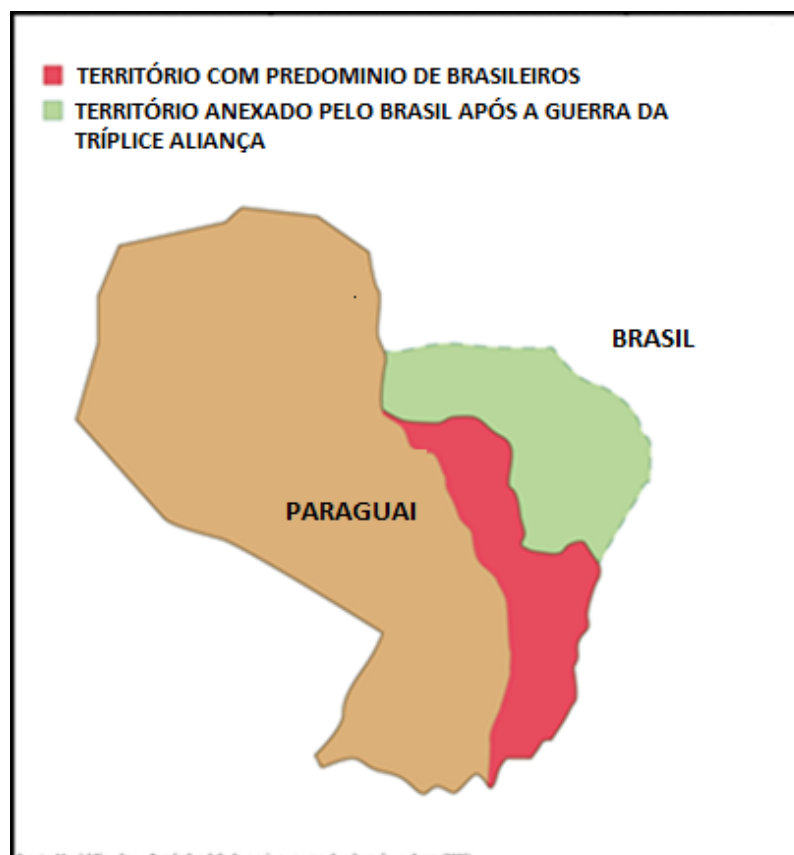 TERRITÓRIO COM PREDOMINIO DE BRASILEIROS
TERRITÓRIO ANEXADO PELO BRASIL APÓS A GUERRA DA
TRÍPLICE ALIANÇA
BRASIL
PARAGUAI